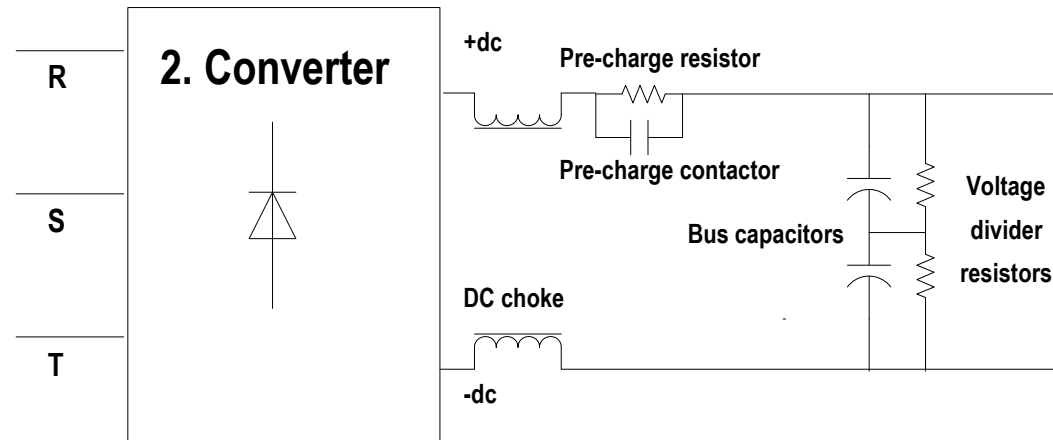 R
S
T
2. Converter
+dc
Pre-charge resistor
Pre-charge contactor
Bus capacitors
Voltage
divider
resistors
DC choke
-dc